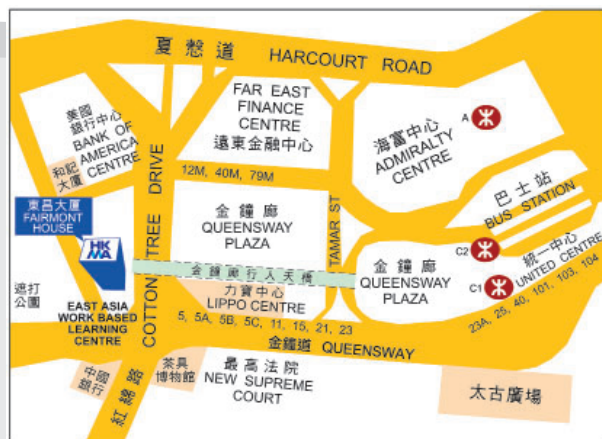 夏慤道 HARCOURT ROAD
美國
銀行中心
BANK OF
AMERICA
CENTRE
和記
大厦
FAR EAST
FINANCE
CENTRE
遠東金融中心
海富中心
ADMIRALTY
CENTRE
A
12M, 40M, 79M
巴士站
BUS STATION
東昌大厦
FAIRMONT
HOUSE
HK
MA
COTTON TREE DRIVE
紅綿路
金鐘廊
QUEENSWAY
PLAZA
TAMAR ST
金鐘廊行人天橋
金鐘廊
QUEENSWAY
PLAZA
C2
C1
統一中心
UNITED CENTRE
23A, 25, 40, 101, 103, 104
遮打
公園
EAST ASIA
WORK BASED
LEARNING
CENTRE
力寶中心
LIPPO CENTRE
5, 5A, 5B, 5C, 11, 15, 21, 23
金鐘道 QUEENSWAY
中國
銀行
茶具
博物館
最高法院
NEW SUPREME
COURT
太古廣場